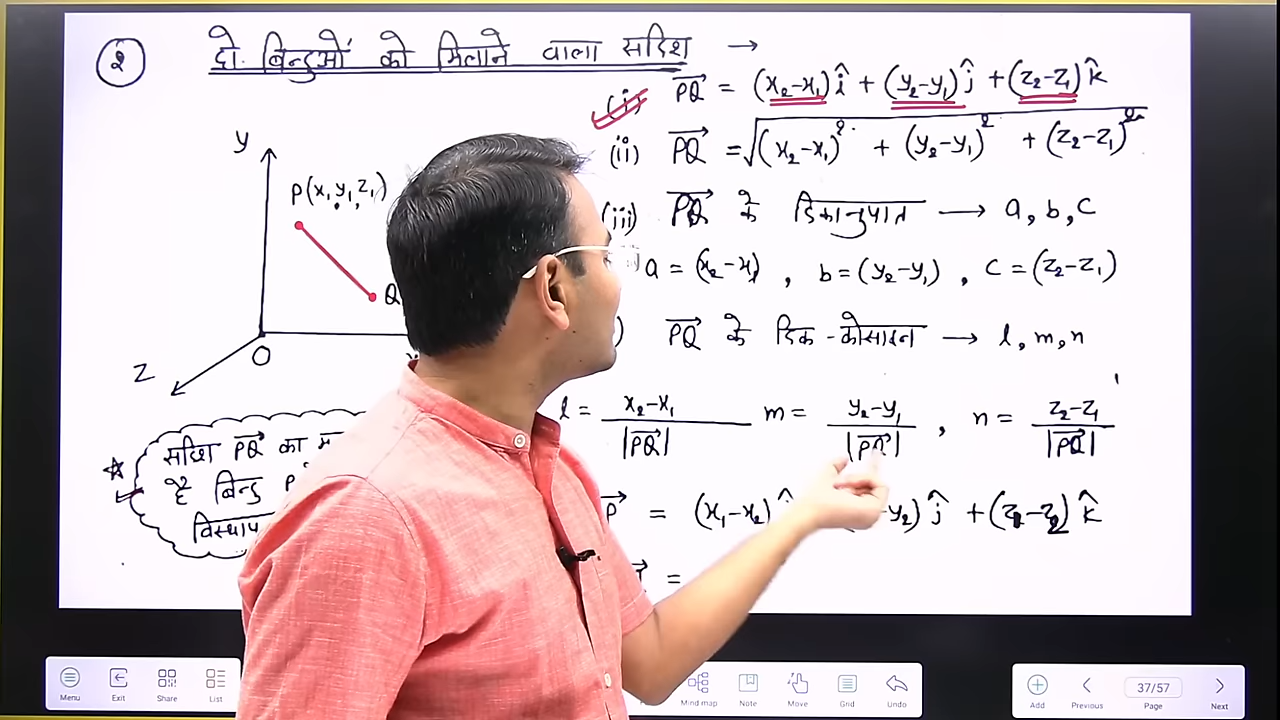 २ दो बिन्दुओं को मिलाने वाला सदिश →
(i) PQ⃗ = (x₂-x₁)î + (y₂-y₁)ĵ + (z₂-z₁)k̂
(ii) PQ⃗ = √(x₂-x₁)² + (y₂-y₁)² + (z₂-z₁)²
y
P(x₁,y₁,z₁)
Q
O
Z
(iii) PQ⃗ के दिकानुपात → a, b, c
a = (x₂-x₁), b = (y₂-y₁), c = (z₂-z₁)
) PQ⃗ के दिक-कोसाइन → l, m, n
l = x₂-x₁ / |PQ⃗| m = y₂-y₁ / |PQ⃗| , n = z₂-z₁ / |PQ⃗|
सदिश PQ⃗ का
है बिन्दु P
विस्थाप
= (x₁-x₂) y₂)ĵ + (z₁-z₂)k̂
=
Menu Exit Share List Mind map Note Move Grid Undo Add Previous 37/57 Page Next